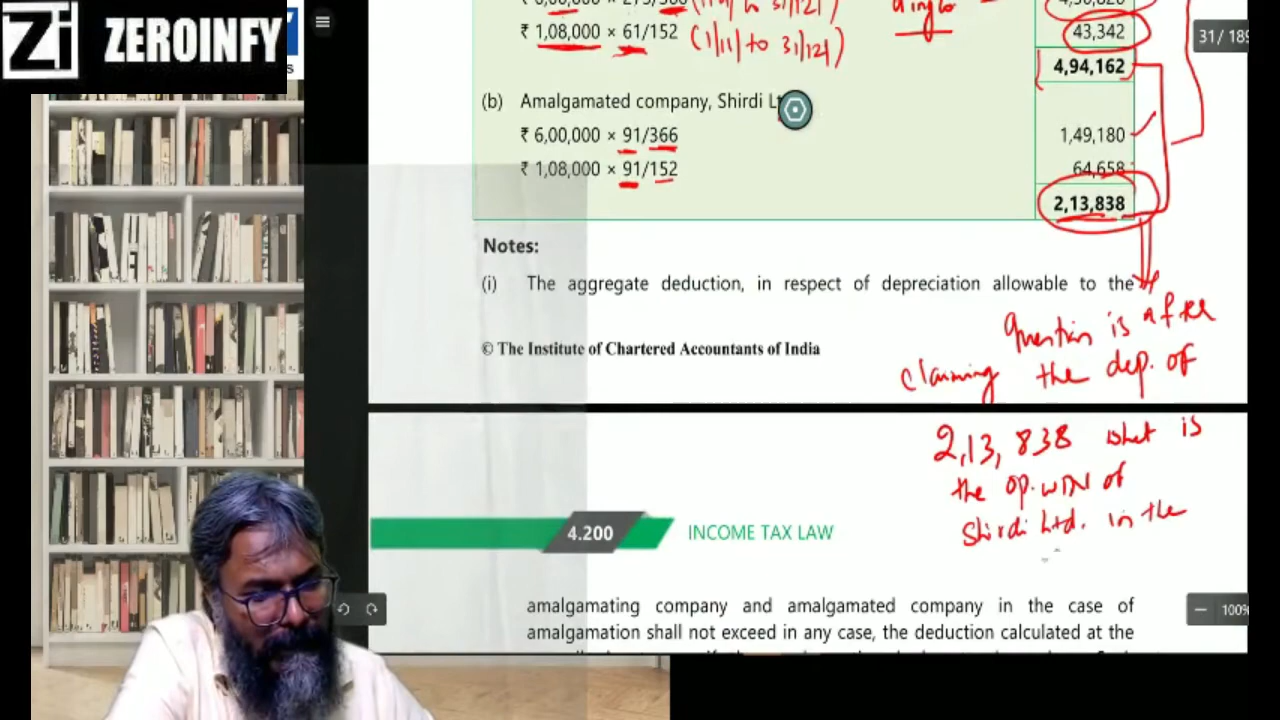 Zi ZEROINFY
43,342
₹ 1,08,000 × 61/152 (1/11 to 31/12)
31/189
4,94,162
(b) Amalgamated company, Shirdi
₹ 6,00,000 × 91/366 1,49,180
₹ 1,08,000 × 91/152 64,658
2,13,838
Notes:
(i) The aggregate deduction, in respect of depreciation allowable to the
Question is after
© The Institute of Chartered Accountants of India
claiming the dep. of
2,13,838 what is
the op. WDV of
Shirdi Ltd. in the
4.200 INCOME TAX LAW
amalgamating company and amalgamated company in the case of
100%
amalgamation shall not exceed in any case, the deduction calculated at the